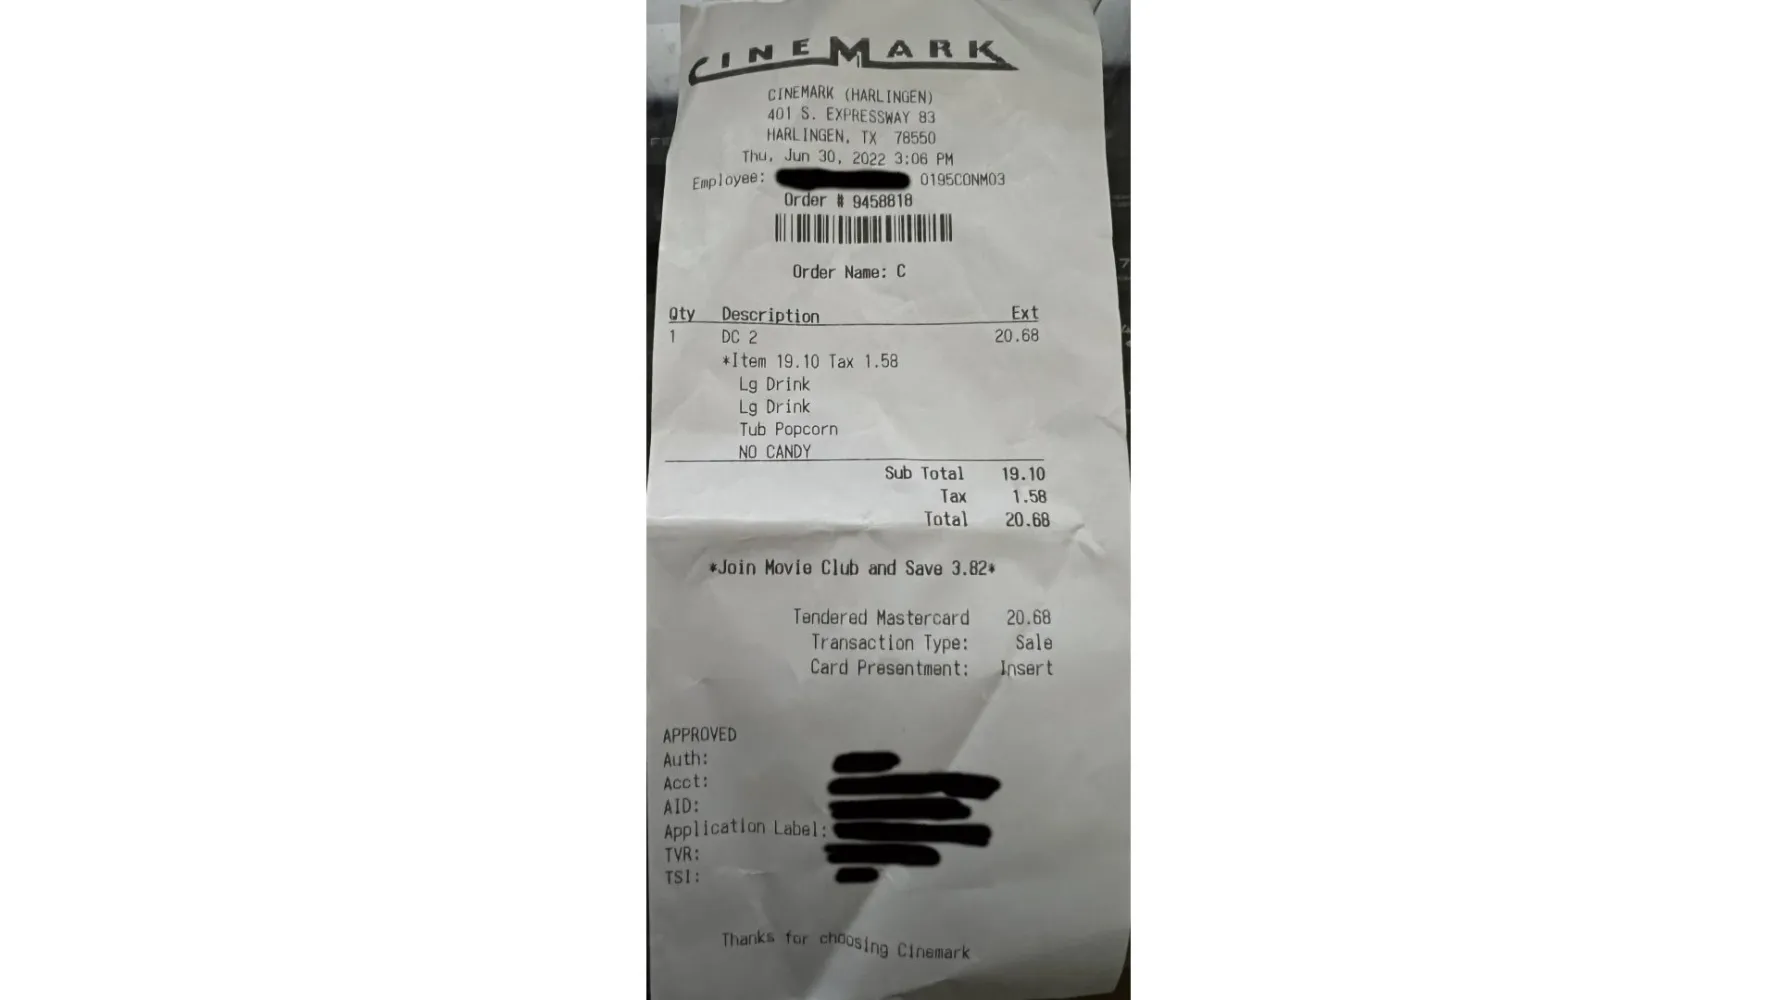 CINEMARK
CINEMARK (HARLINGEN)
401 S. EXPRESSWAY 83
HARLINGEN, TX 78550
Thu, Jun 30, 2022 3:06 PM
Employee: 0195CONM03
Order # 9458818
Order Name: C
Qty Description Ext
1 DC 2 20.68
*Item 19.10 Tax 1.58
Lg Drink
Lg Drink
Tub Popcorn
NO CANDY
Sub Total 19.10
Tax 1.58
Total 20.68
*Join Movie Club and Save 3.82*
Tendered Mastercard 20.68
Transaction Type: Sale
Card Presentment: Insert
APPROVED
Auth:
Acct:
AID:
Application Label:
TVR:
TSI:
Thanks for choosing Cinemark